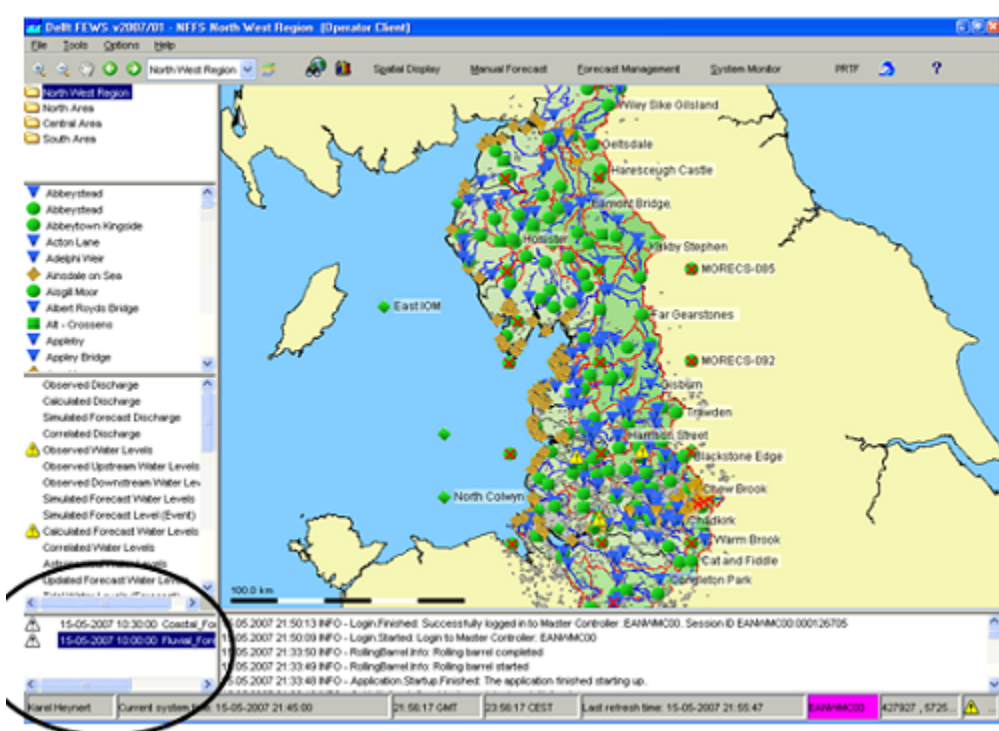 Delft FEWS v2007/01 - NFFS North West Region (Operator Client)
File Tools Options Help
North West Region Spatial Display Manual Forecast Forecast Management System Monitor PRTF ?
North West Region
North Area
Central Area
South Area
Abbeystead
Abbeystead
Abbeytown Kingside
Acton Lane
Adelphi Weir
Ainsdale on Sea
Aisgill Moor
Albert Royds Bridge
Alt - Crossens
Appleby
Appley Bridge
Observed Discharge
Calculated Discharge
Simulated Forecast Discharge
Correlated Discharge
Observed Water Levels
Observed Upstream Water Levels
Observed Downstream Water Lev
Simulated Forecast Water Levels
Simulated Forecast Level (Event)
Calculated Forecast Water Levels
Correlated Water Levels
Updated Forecast Water Lev
Wiley Sike Gilsland
Geltsdale
Haresceugh Castle
Eamont Bridge
Honister
Kirkby Stephen
MORECS-085
East IOM
Far Gearstones
MORECS-092
Gisburn
Trawden
Harrison Street
Blackstone Edge
Chew Brook
North Colwyn
Chadkirk
Warm Brook
Cat and Fiddle
Congleton Park
100.0 km
15-05-2007 10:30:00 Coastal_Fo
15-05-2007 10:00:00 Fluvial_Fore
05.2007 21:50:13 INFO - Login.Finished: Successfully logged in to Master Controller :EANWMC00. Session ID EANWMC00:000126705
05.2007 21:50:09 INFO - Login.Started: Login to Master Controller: EANWMC00
05.2007 21:33:50 INFO - RollingBarrel.Info: Rolling barrel completed
05.2007 21:33:49 INFO - RollingBarrel.Info: Rolling barrel started
05.2007 21:33:48 INFO - Application.Startup.Finished: The application finished starting up.
Karel Heynert Current system time: 15-05-2007 21:45:00 21:56:17 GMT 23:56:17 CEST Last refresh time: 15-05-2007 21:55:47 EANWMC00 427927 , 5725...